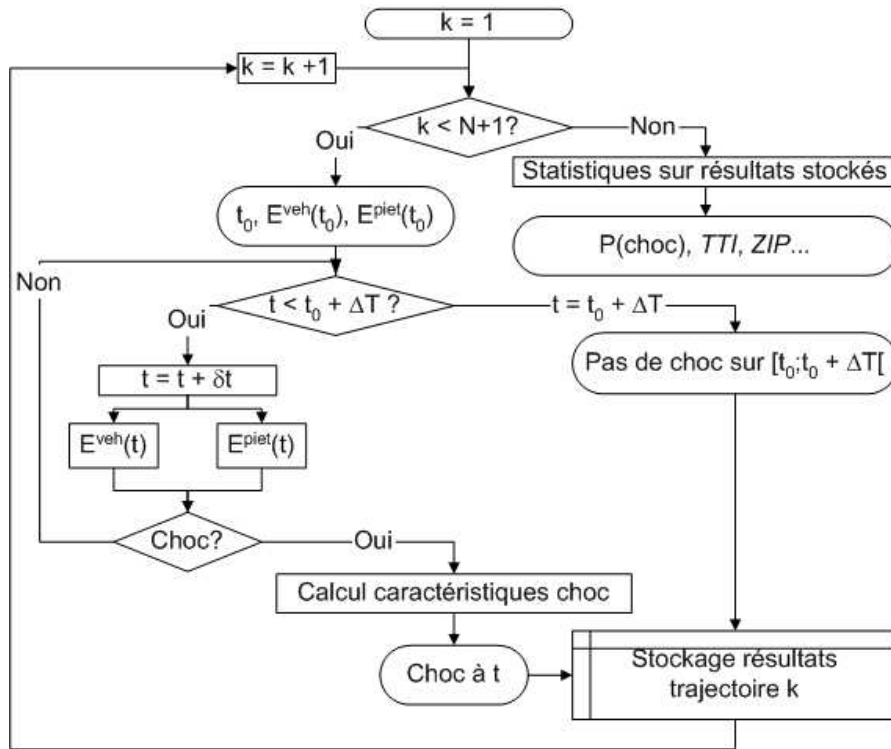 k = 1
k = k +1
k < N+1?
Oui
Non
Statistiques sur résultats stockés
t₀, Eᵛᵉʰ(t₀), Eᵖⁱᵉᵗ(t₀)
P(choc), TTI, ZIP...
Non
t < t₀ + ΔT ?
t = t₀ + ΔT
Oui
Pas de choc sur [t₀;t₀ + ΔT[
t = t + δt
Eᵛᵉʰ(t)
Eᵖⁱᵉᵗ(t)
Choc?
Oui
Calcul caractéristiques choc
Choc à t
Stockage résultats
trajectoire k